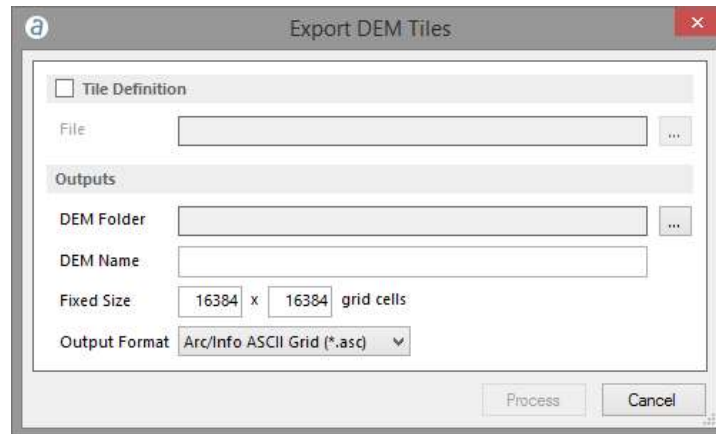 a Export DEM Tiles x
Tile Definition
File ...
Outputs
DEM Folder ...
DEM Name
Fixed Size 16384 x 16384 grid cells
Output Format Arc/Info ASCII Grid (*.asc)
Process Cancel